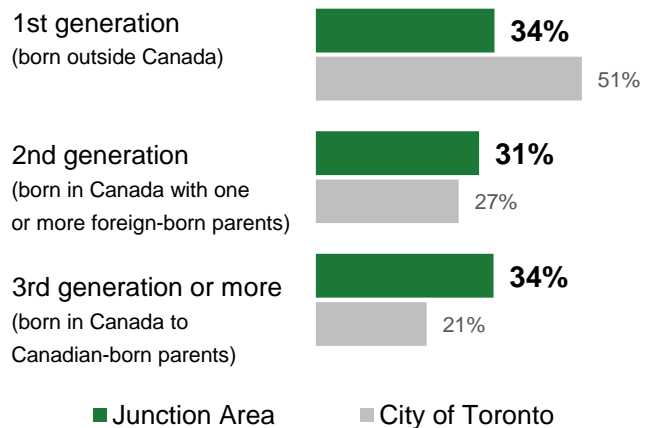 1st generation
(born outside Canada)
34%
51%
2nd generation
(born in Canada with one
or more foreign-born parents)
31%
27%
3rd generation or more
(born in Canada to
Canadian-born parents)
34%
21%
Junction Area
City of Toronto